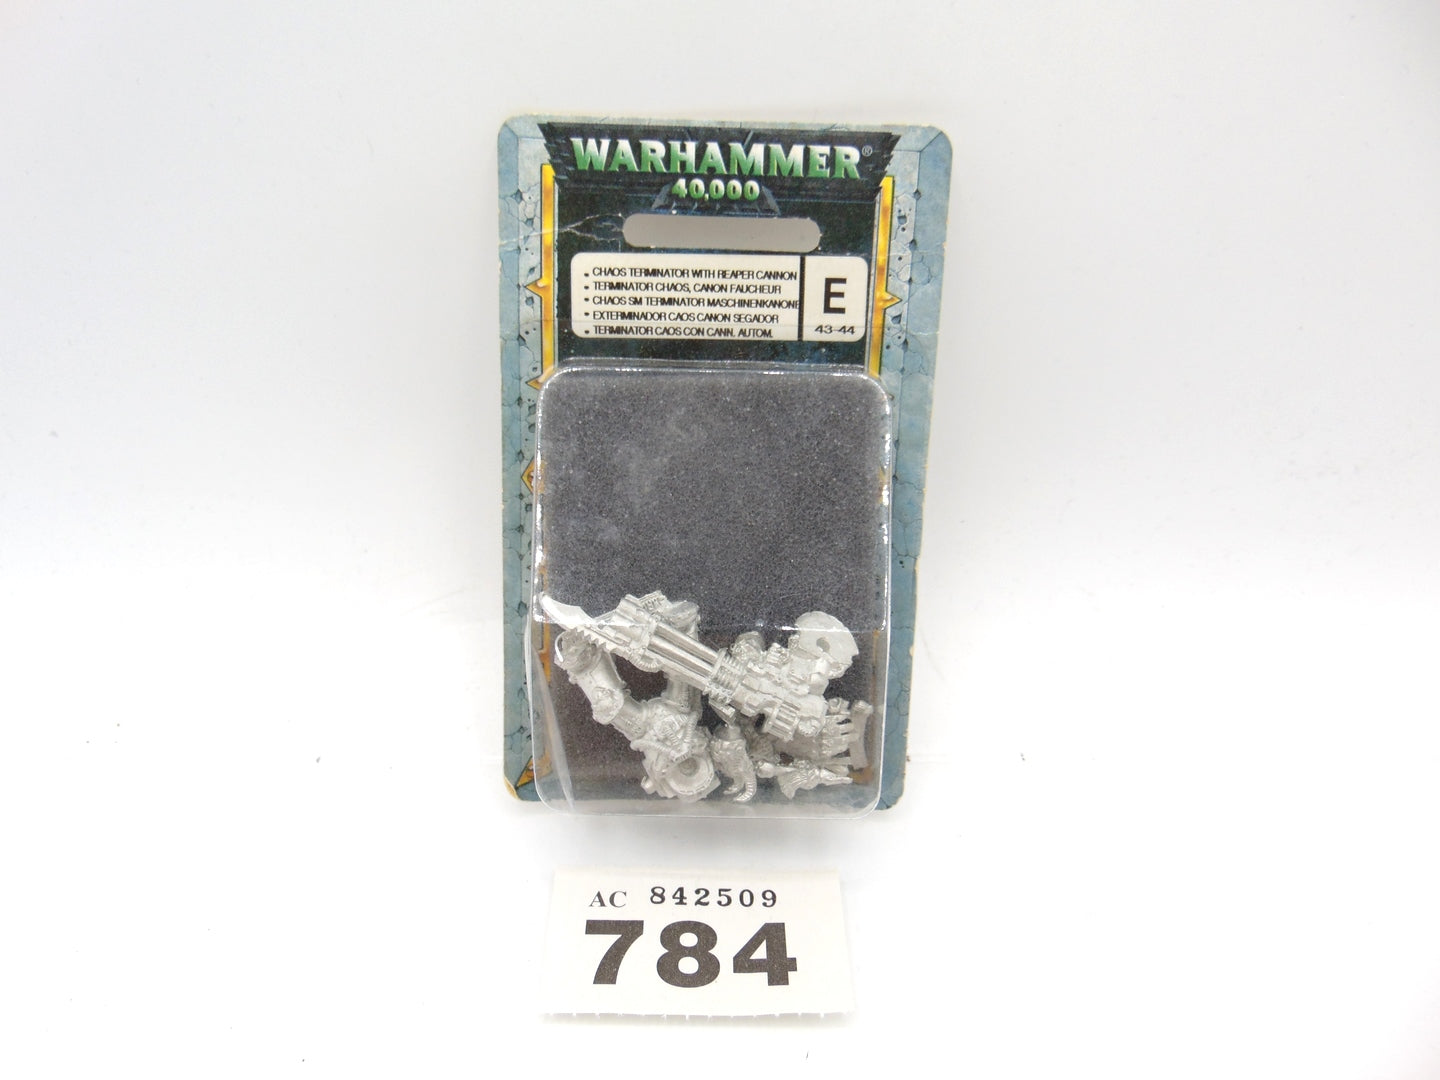 WARHAMMER®
40,000
• CHAOS TERMINATOR WITH REAPER CANNON
• TERMINATOR CHAOS, CANON FAUCHEUR
• CHAOS SM TERMINATOR MASCHINENKANONE
• EXTERMINADOR CAOS CANON SEGADOR
• TERMINATOR CAOS CON CANN. AUTOM.
E
43-44
AC 842509
784